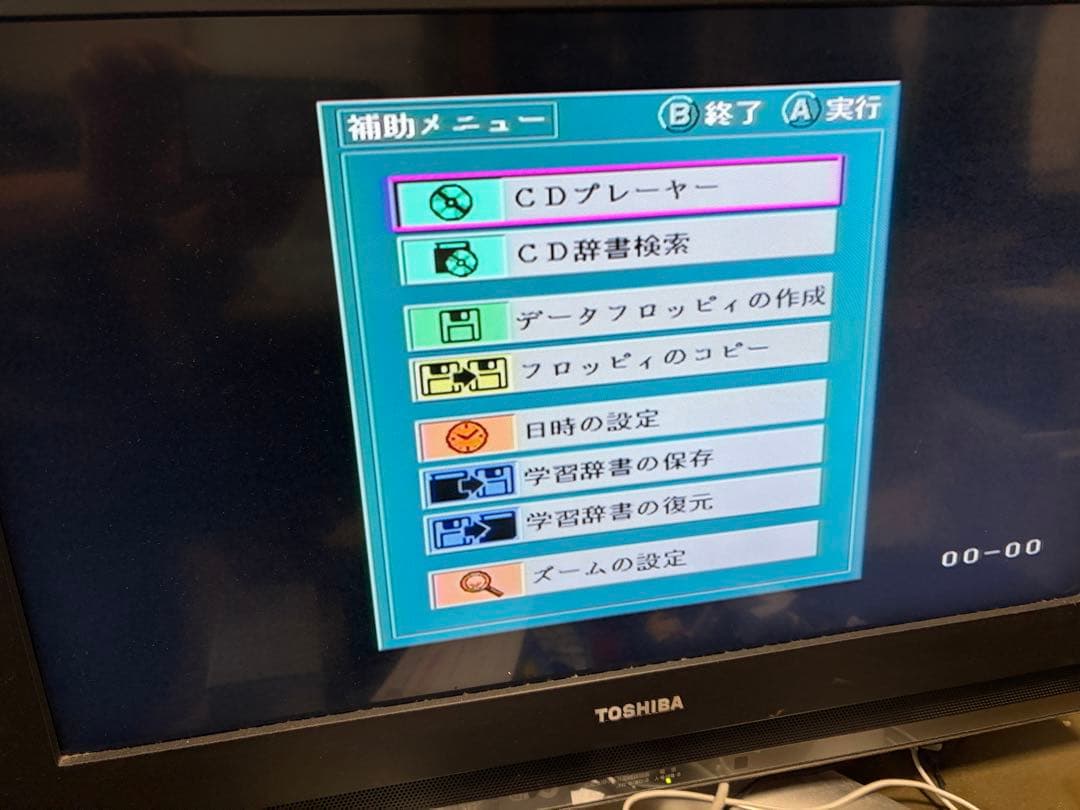 補助メニュー Ⓑ終了 Ⓐ実行
CDプレーヤー
CD辞書検索
データフロッピィの作成
フロッピィのコピー
日時の設定
学習辞書の保存
学習辞書の復元
ズームの設定
00-00
TOSHIBA